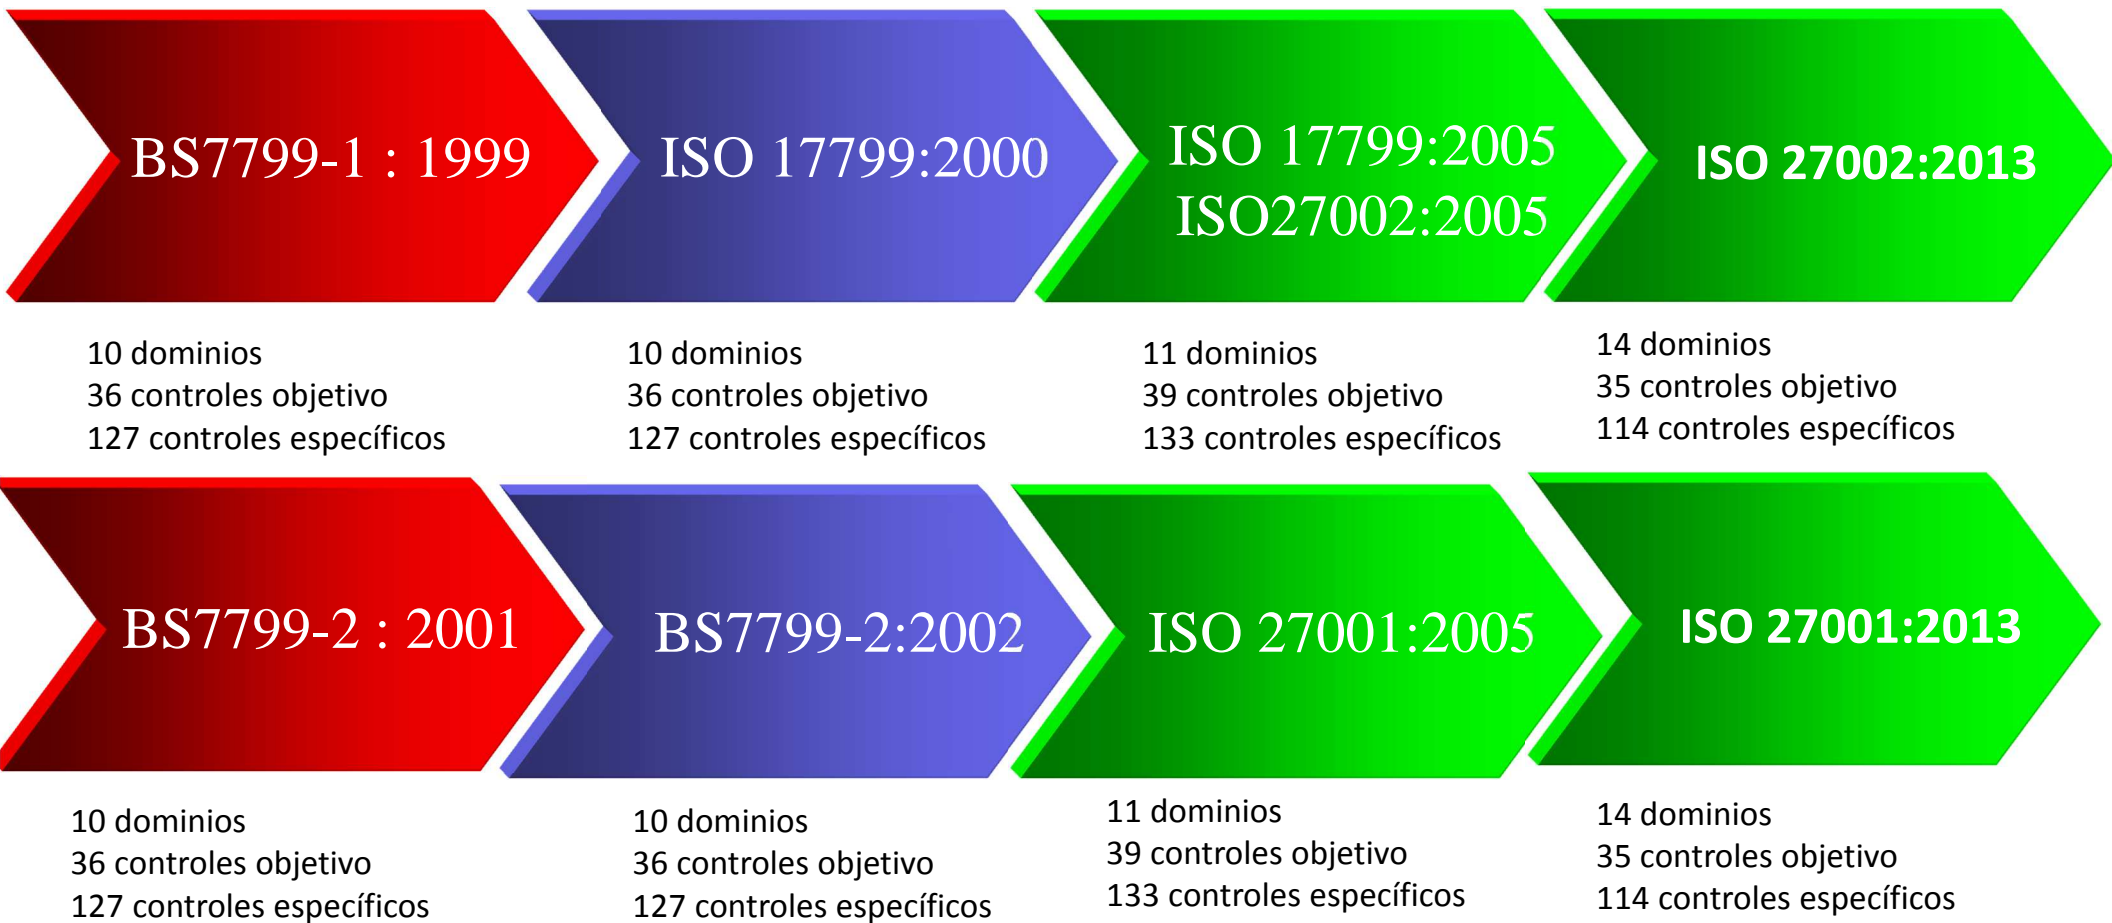 BS7799-1 : 1999
ISO 17799:2000
ISO 17799:2005
ISO27002:2005
ISO 27002:2013
10 dominios
36 controles objetivo
127 controles específicos
10 dominios
36 controles objetivo
127 controles específicos
11 dominios
39 controles objetivo
133 controles específicos
14 dominios
35 controles objetivo
114 controles específicos
BS7799-2 : 2001
BS7799-2:2002
ISO 27001:2005
ISO 27001:2013
10 dominios
36 controles objetivo
127 controles específicos
10 dominios
36 controles objetivo
127 controles específicos
11 dominios
39 controles objetivo
133 controles específicos
14 dominios
35 controles objetivo
114 controles específicos